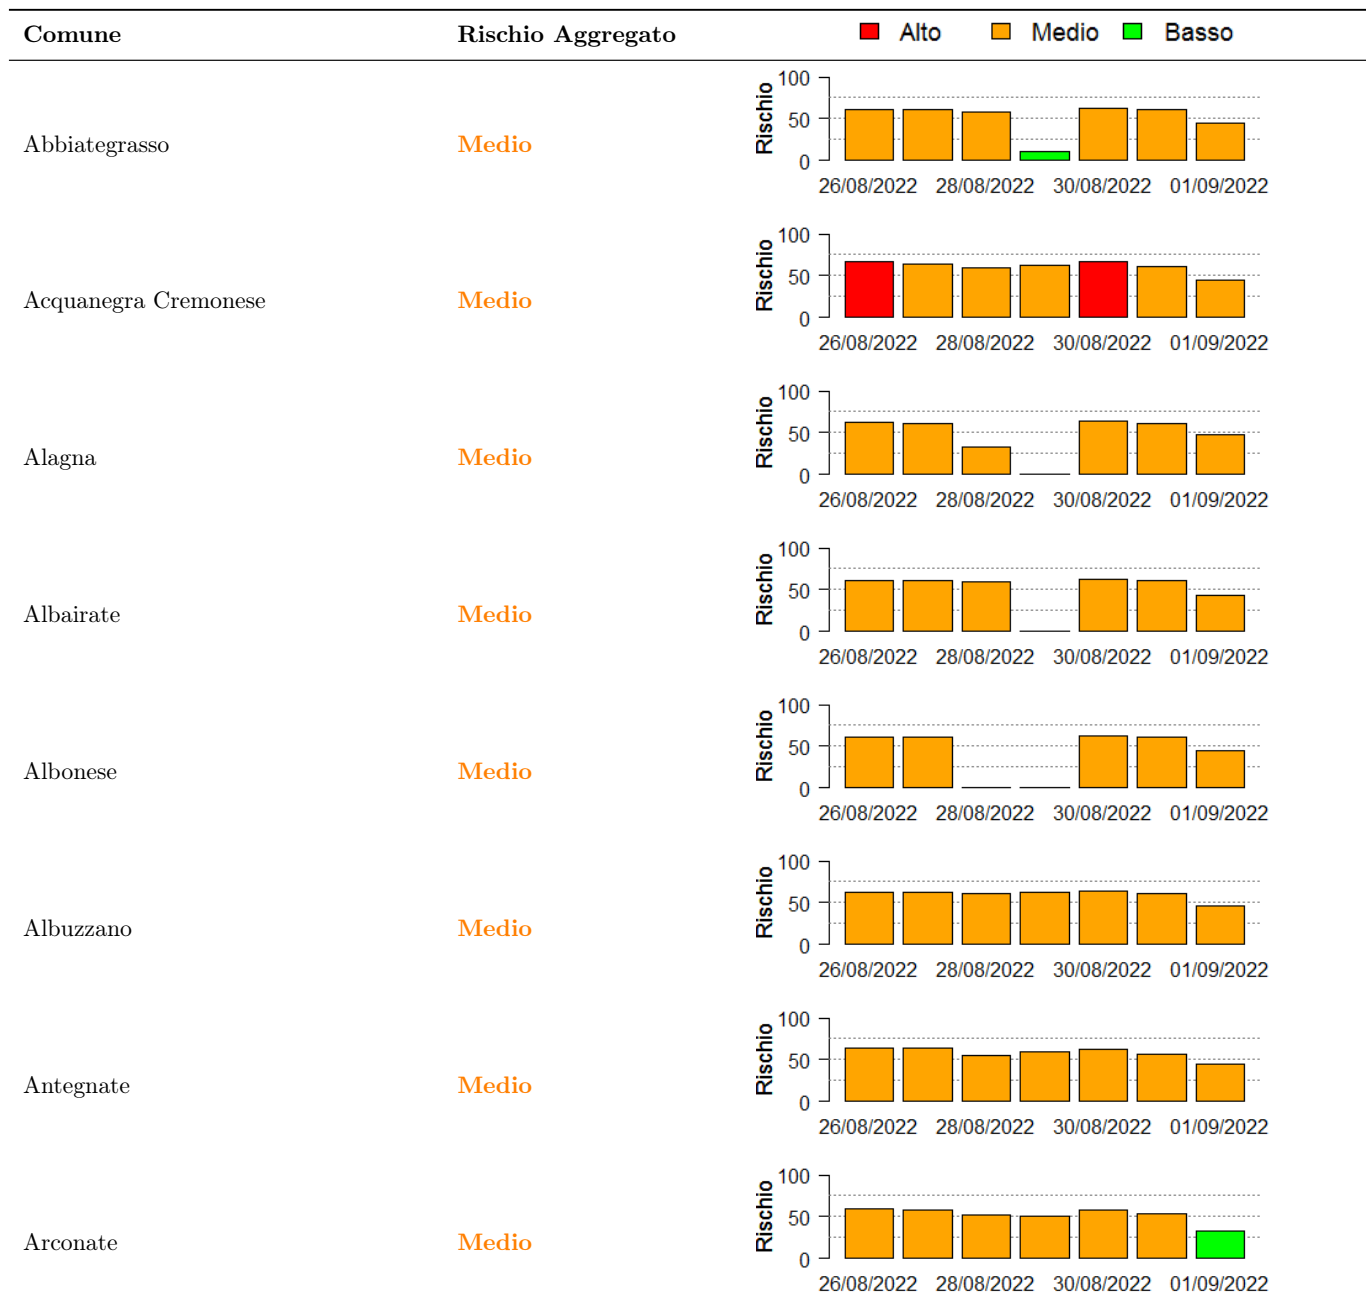 Comune Rischio Aggregato Alto Medio Basso
Abbiategrasso Medio Rischio 100 50 0
26/08/2022 28/08/2022 30/08/2022 01/09/2022
Acquanegra Cremonese Medio Rischio 100 50 0
26/08/2022 28/08/2022 30/08/2022 01/09/2022
Alagna Medio Rischio 100 50 0
26/08/2022 28/08/2022 30/08/2022 01/09/2022
Albairate Medio Rischio 100 50 0
26/08/2022 28/08/2022 30/08/2022 01/09/2022
Albonese Medio Rischio 100 50 0
26/08/2022 28/08/2022 30/08/2022 01/09/2022
Albuzzano Medio Rischio 100 50 0
26/08/2022 28/08/2022 30/08/2022 01/09/2022
Antegnate Medio Rischio 100 50 0
26/08/2022 28/08/2022 30/08/2022 01/09/2022
Arconate Medio Rischio 100 50 0
26/08/2022 28/08/2022 30/08/2022 01/09/2022